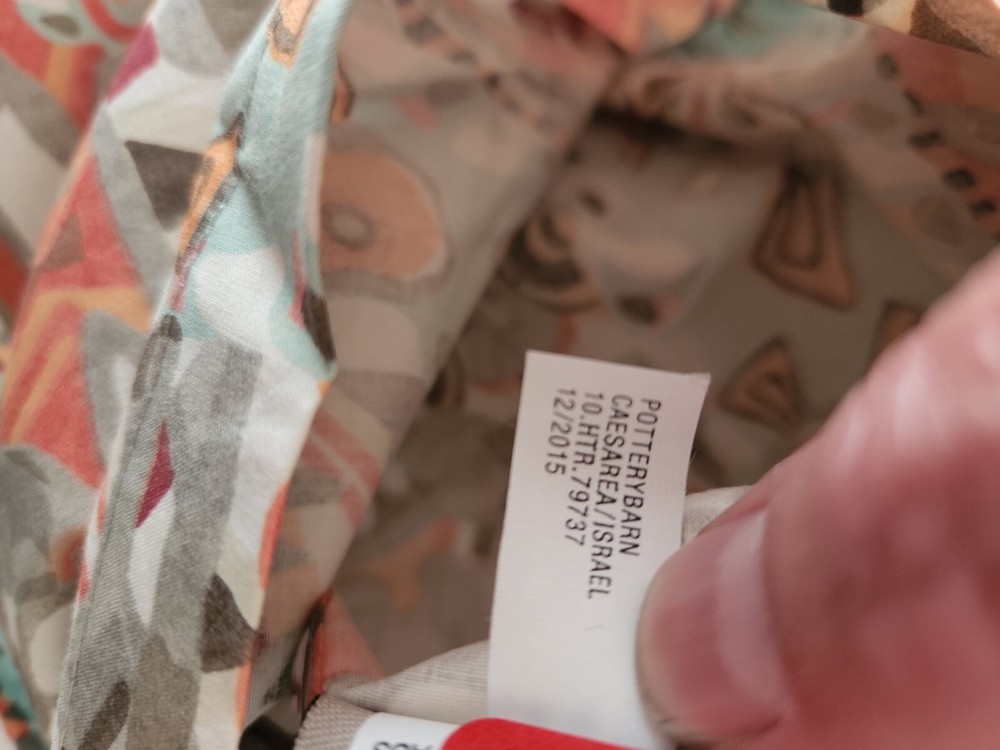 POTTERYBARN
CAESAREA/ISRAEL
10.HTR.79737
12/2015